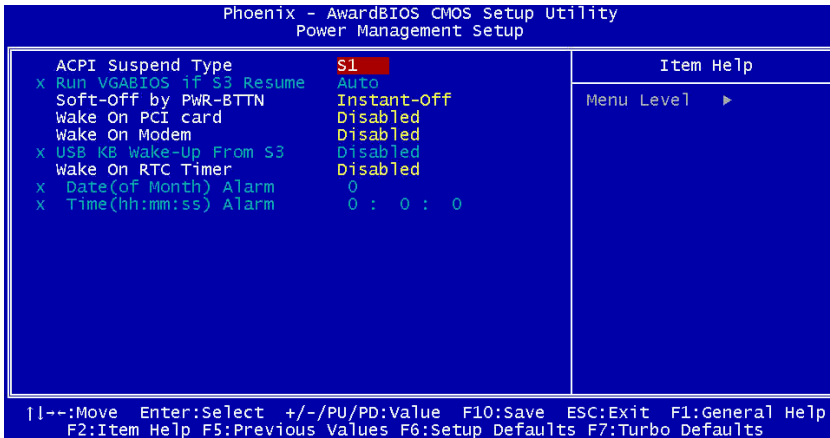 Phoenix - AwardBIOS CMOS Setup Utility
Power Management Setup
ACPI Suspend Type S1
x Run VGABIOS if S3 Resume Auto
Soft-Off by PWR-BTTN Instant-Off
Wake On PCI card Disabled
Wake On Modem Disabled
x USB KB Wake-Up From S3 Disabled
Wake On RTC Timer Disabled
x Date(of Month) Alarm 0
x Time(hh:mm:ss) Alarm 0 : 0 : 0
Item Help
Menu Level ▶
↑↓→←:Move Enter:Select +/-/PU/PD:Value F10:Save ESC:Exit F1:General Help
F2:Item Help F5:Previous Values F6:Setup Defaults F7:Turbo Defaults